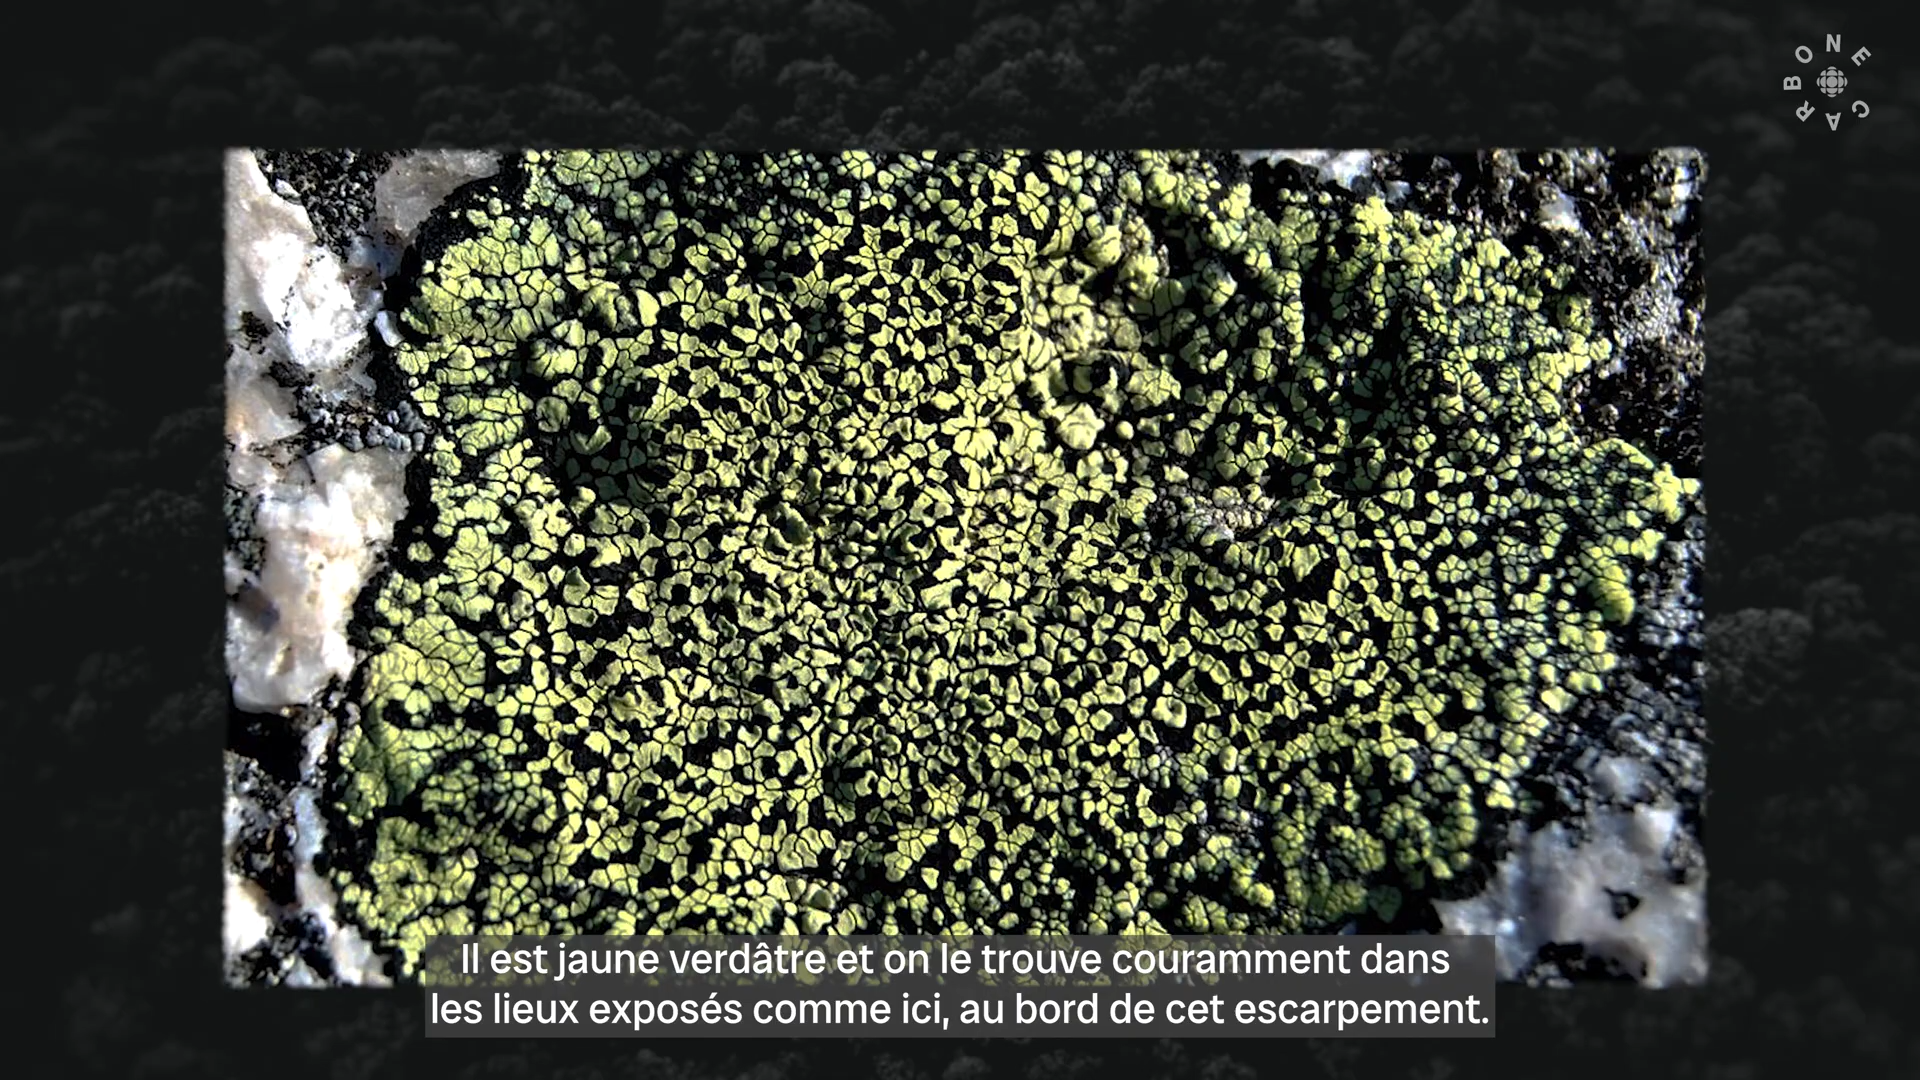 CARBONE
Il est jaune verdâtre et on le trouve couramment dans
les lieux exposés comme ici, au bord de cet escarpement.